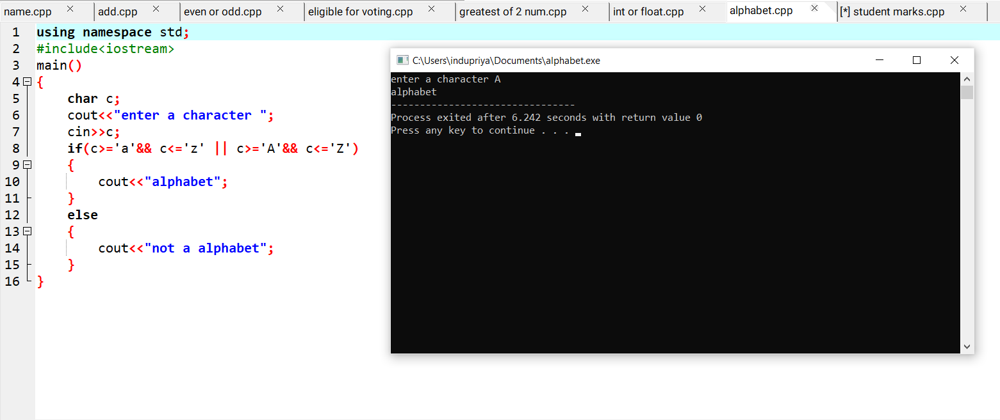 name.cpp × add.cpp × even or odd.cpp × eligible for voting.cpp × greatest of 2 num.cpp × int or float.cpp × alphabet.cpp × [*] student marks.cpp ×
1 using namespace std;
2 #include<iostream>
3 main()
4 {
5 char c;
6 cout<<"enter a character ";
7 cin>>c;
8 if(c>='a'&& c<='z' || c>='A'&& c<='Z')
9 {
10 cout<<"alphabet";
11 }
12 else
13 {
14 cout<<"not a alphabet";
15 }
16 }
C:\Users\indupriya\Documents\alphabet.exe
enter a character A
alphabet
--------------------------------
Process exited after 6.242 seconds with return value 0
Press any key to continue . . .